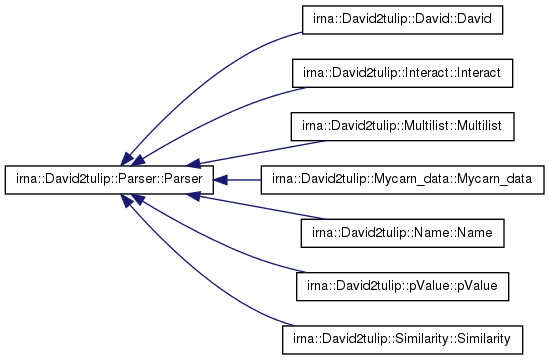 irna::David2tulip::David::David
irna::David2tulip::Interact::Interact
irna::David2tulip::Multilist::Multilist
irna::David2tulip::Parser::Parser
irna::David2tulip::Mycarn_data::Mycarn_data
irna::David2tulip::Name::Name
irna::David2tulip::pValue::pValue
irna::David2tulip::Similarity::Similarity